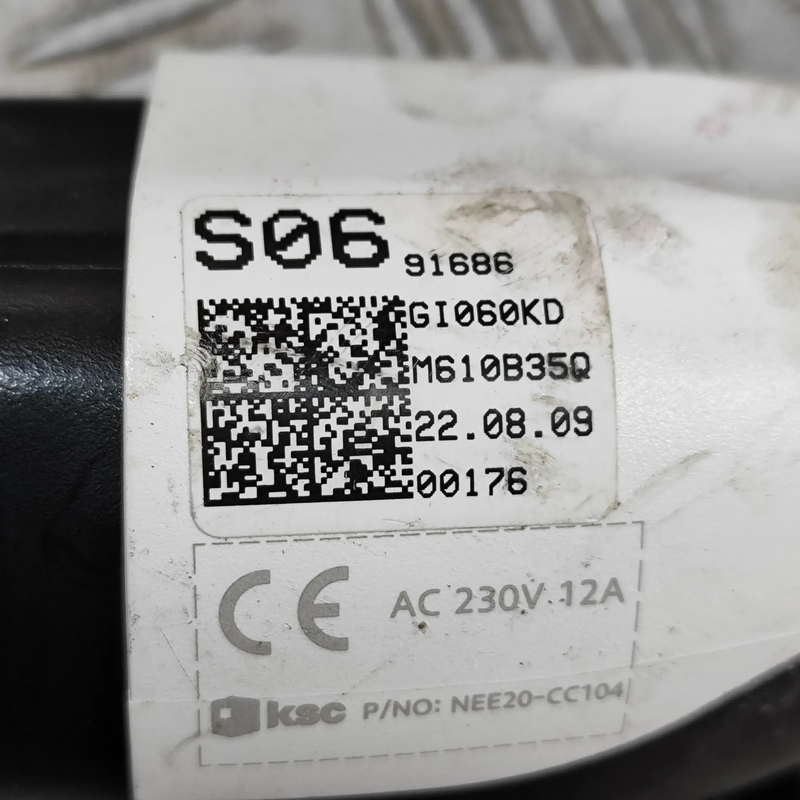 S06 91686
GI060KD
M610B35Q
22.08.09
00176
CE AC 230V 12A
ksc P/NO: NEE20-CC104